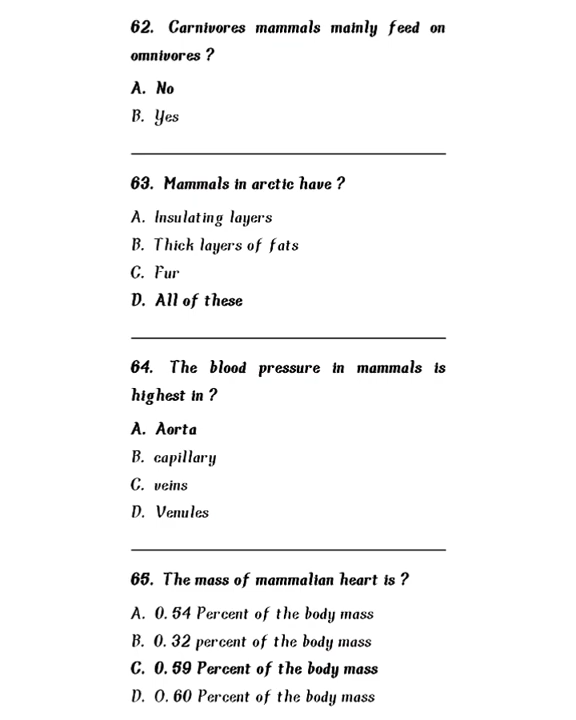 62. Carnivores mammals mainly feed on
omnivores ?
A. No
B. Yes
63. Mammals in arctic have ?
A. Insulating layers
B. Thick layers of fats
C. Fur
D. All of these
64. The blood pressure in mammals is
highest in ?
A. Aorta
B. capillary
C. veins
D. Venules
65. The mass of mammalian heart is ?
A. 0.54 Percent of the body mass
B. 0.32 percent of the body mass
C. 0.59 Percent of the body mass
D. 0.60 Percent of the body mass